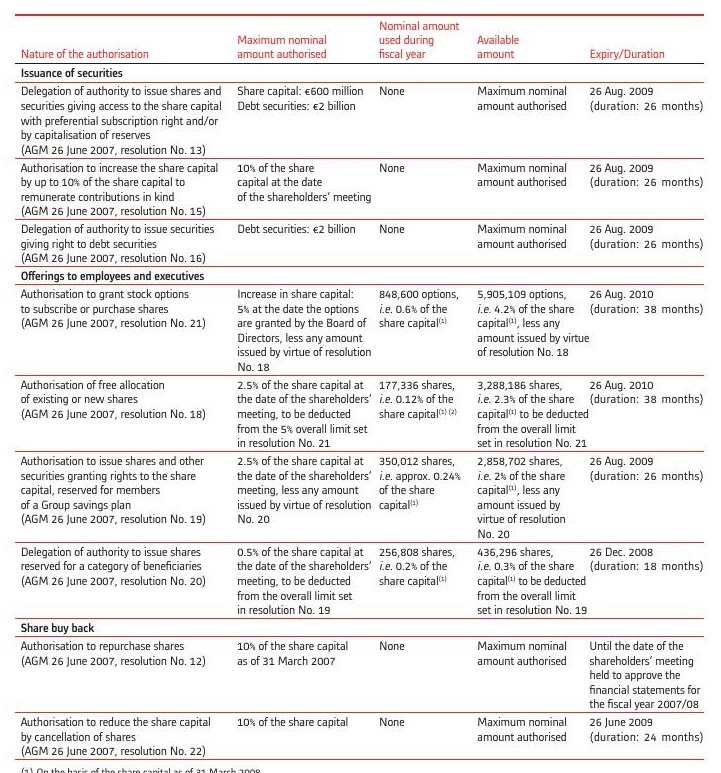 Nature of the authorisation
Maximum nominal
amount authorised
Nominal amount
used during
fiscal year
Available
amount
Expiry/Duration
Issuance of securities
Delegation of authority to issue shares and
securities giving access to the share capital
with preferential subscription right and/or
by capitalisation of reserves
(AGM 26 June 2007, resolution No. 13)
Share capital: €600 million
Debt securities: €2 billion
None
Maximum nominal
amount authorised
26 Aug. 2009
(duration: 26 months)
Authorisation to increase the share capital
by up to 10% of the share capital to
remunerate contributions in kind
(AGM 26 June 2007, resolution No. 15)
10% of the share
capital at the date
of the shareholders' meeting
None
Maximum nominal
amount authorised
26 Aug. 2009
(duration: 26 months)
Delegation of authority to issue securities
giving right to debt securities
(AGM 26 June 2007, resolution No. 16)
Debt securities: €2 billion
None
Maximum nominal
amount authorised
26 Aug. 2009
(duration: 26 months)
Offerings to employees and executives
Authorisation to grant stock options
to subscribe or purchase shares
(AGM 26 June 2007, resolution No. 21)
Increase in share capital:
5% at the date the options
are granted by the Board of
Directors, less any amount
issued by virtue of resolution
No. 18
848,600 options,
i.e. 0.6% of the
share capital(1)
5,905,109 options,
i.e. 4.2% of the share
capital(1), less any
amount issued by virtue
of resolution No. 18
26 Aug. 2010
(duration: 38 months)
Authorisation of free allocation
of existing or new shares
(AGM 26 June 2007, resolution No. 18)
2.5% of the share capital at
the date of the shareholders'
meeting, to be deducted
from the 5% overall limit set
in resolution No. 21
177,336 shares,
i.e. 0.12% of the
share capital(1) (2)
3,288,186 shares,
i.e. 2.3% of the share
capital(1) to be deducted
from the overall limit
set in resolution No. 21
26 Aug. 2010
(duration: 38 months)
Authorisation to issue shares and other
securities granting rights to the share
capital, reserved for members
of a Group savings plan
(AGM 26 June 2007, resolution No. 19)
2.5% of the share capital at
the date of the shareholders'
meeting, less any amount
issued by virtue of resolution
No. 20
350,012 shares,
i.e. approx. 0.24%
of the share
capital(1)
2,858,702 shares,
i.e. 2% of the share
capital(1), less any
amount issued by
virtue of resolution
No. 20
26 Aug. 2009
(duration: 26 months)
Delegation of authority to issue shares
reserved for a category of beneficiaries
(AGM 26 June 2007, resolution No. 20)
0.5% of the share capital at
the date of the shareholders'
meeting, to be deducted
from the overall limit set
in resolution No. 19
256,808 shares,
i.e. 0.2% of the
share capital(1)
436,296 shares,
i.e. 0.3% of the share
capital(1) to be deducted
from the overall limit
set in resolution No. 19
26 Dec. 2008
(duration: 18 months)
Share buy back
Authorisation to repurchase shares
(AGM 26 June 2007, resolution No. 12)
10% of the share capital
as of 31 March 2007
None
Maximum nominal
amount authorised
Until the date of the
shareholders' meeting
held to approve the
financial statements for
the fiscal year 2007/08
Authorisation to reduce the share capital
by cancellation of shares
(AGM 26 June 2007, resolution No. 22)
10% of the share capital
None
Maximum nominal
amount authorised
26 June 2009
(duration: 24 months)
(1) On the basis of the share capital as of 31 March 2008